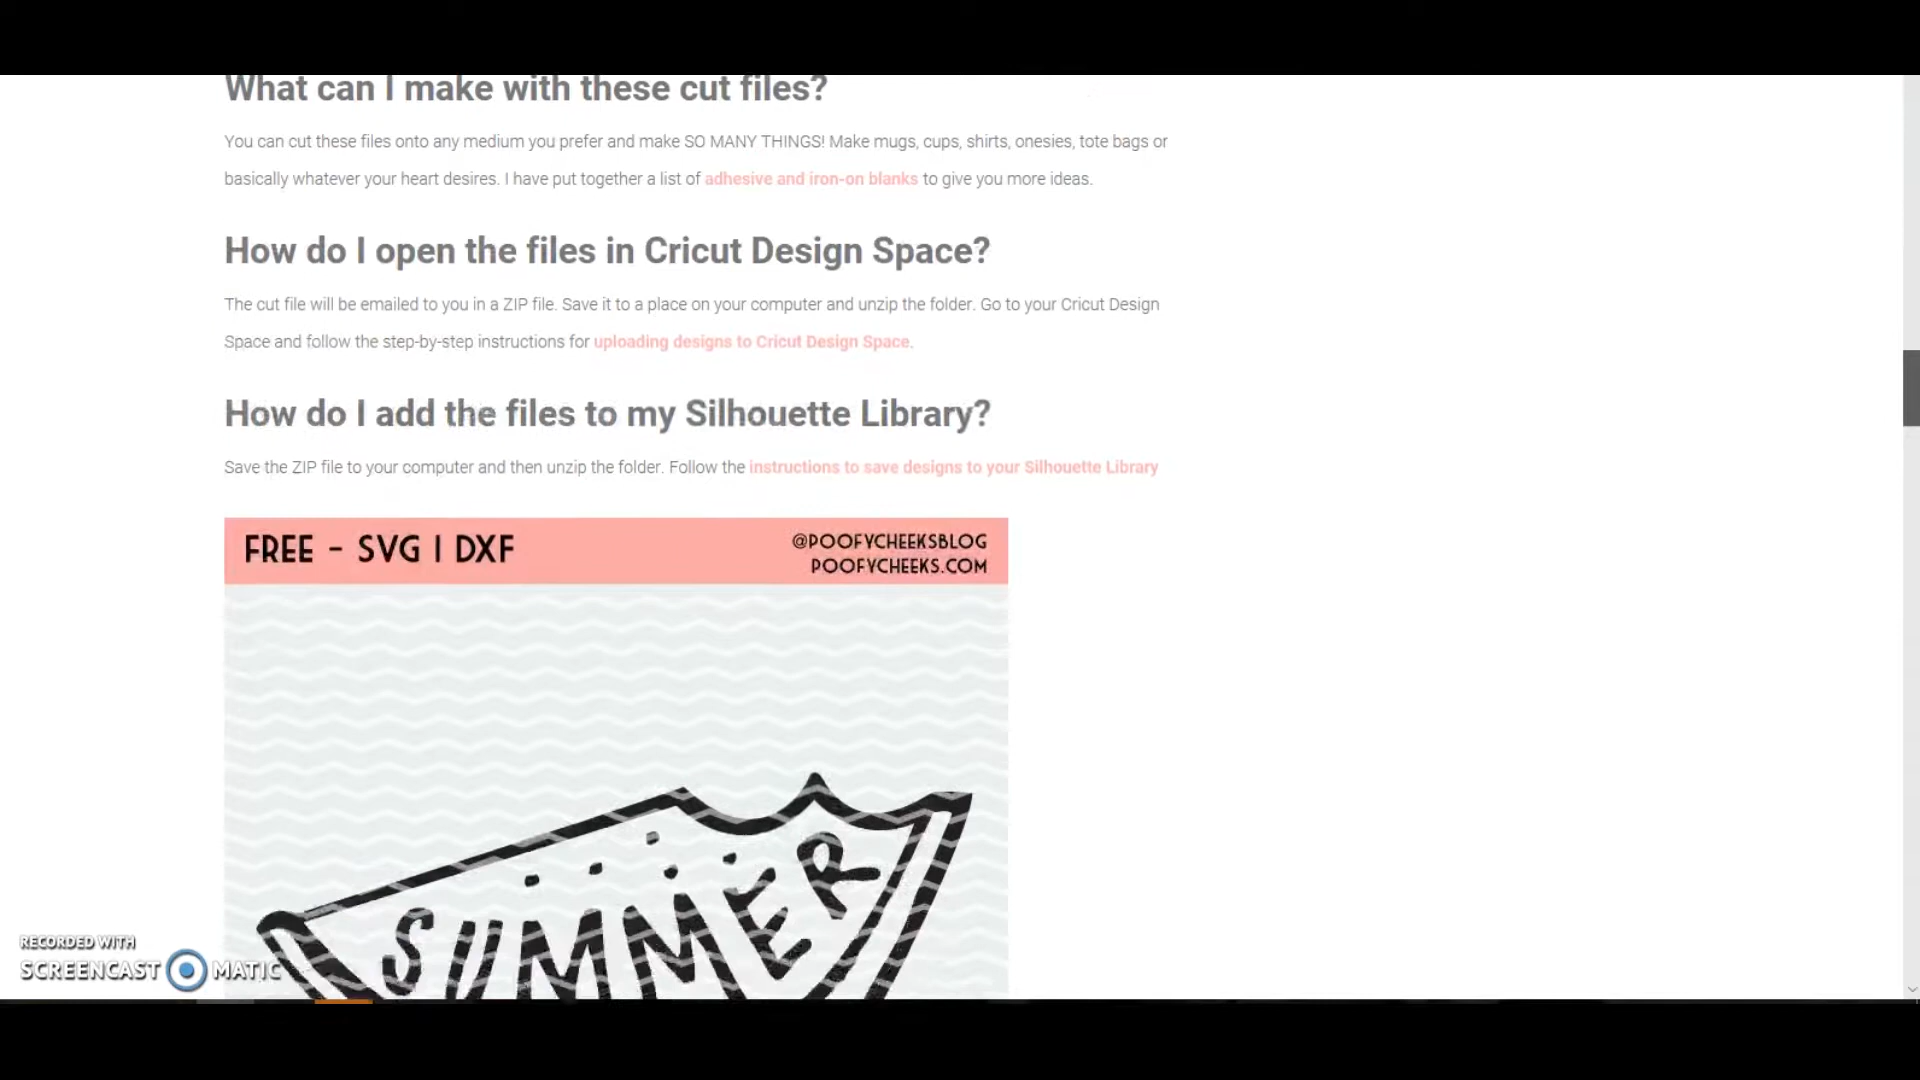 What can I make with these cut files?
You can cut these files onto any medium you prefer and make SO MANY THINGS! Make mugs, cups, shirts, onesies, tote bags or
basically whatever your heart desires. I have put together a list of adhesive and iron-on blanks to give you more ideas.
How do I open the files in Cricut Design Space?
The cut file will be emailed to you in a ZIP file. Save it to a place on your computer and unzip the folder. Go to your Cricut Design
Space and follow the step-by-step instructions for uploading designs to Cricut Design Space.
How do I add the files to my Silhouette Library?
Save the ZIP file to your computer and then unzip the folder. Follow the instructions to save designs to your Silhouette Library
FREE - SVG | DXF
@POOFYCHEEKSBLOG
POOFYCHEEKS.COM
SUMMER
RECORDED WITH
SCREENCAST MATIC